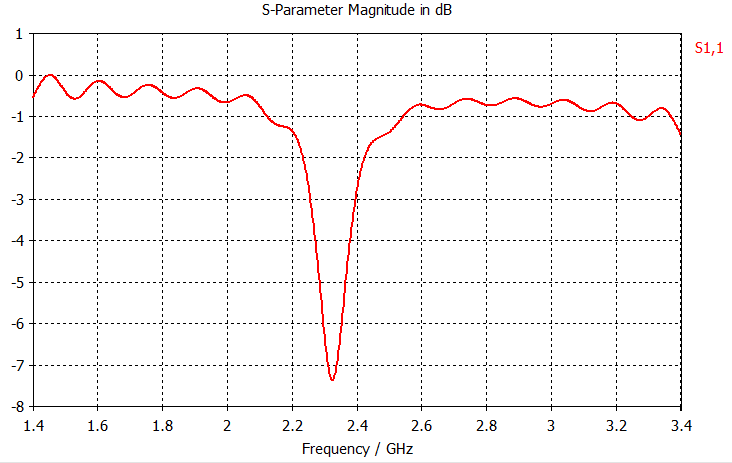 S-Parameter Magnitude in dB
S1,1
1
0
-1
-2
-3
-4
-5
-6
-7
-8
1.4 1.6 1.8 2 2.2 2.4 2.6 2.8 3 3.2 3.4
Frequency / GHz